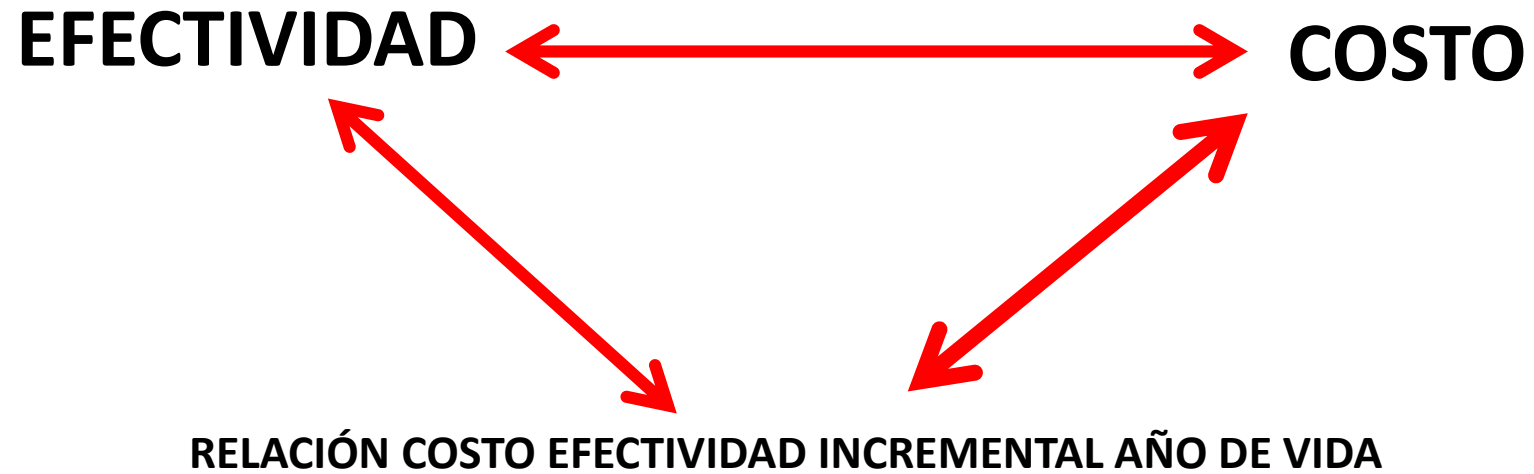 EFECTIVIDAD
COSTO
RELACIÓN COSTO EFECTIVIDAD INCREMENTAL AÑO DE VIDA